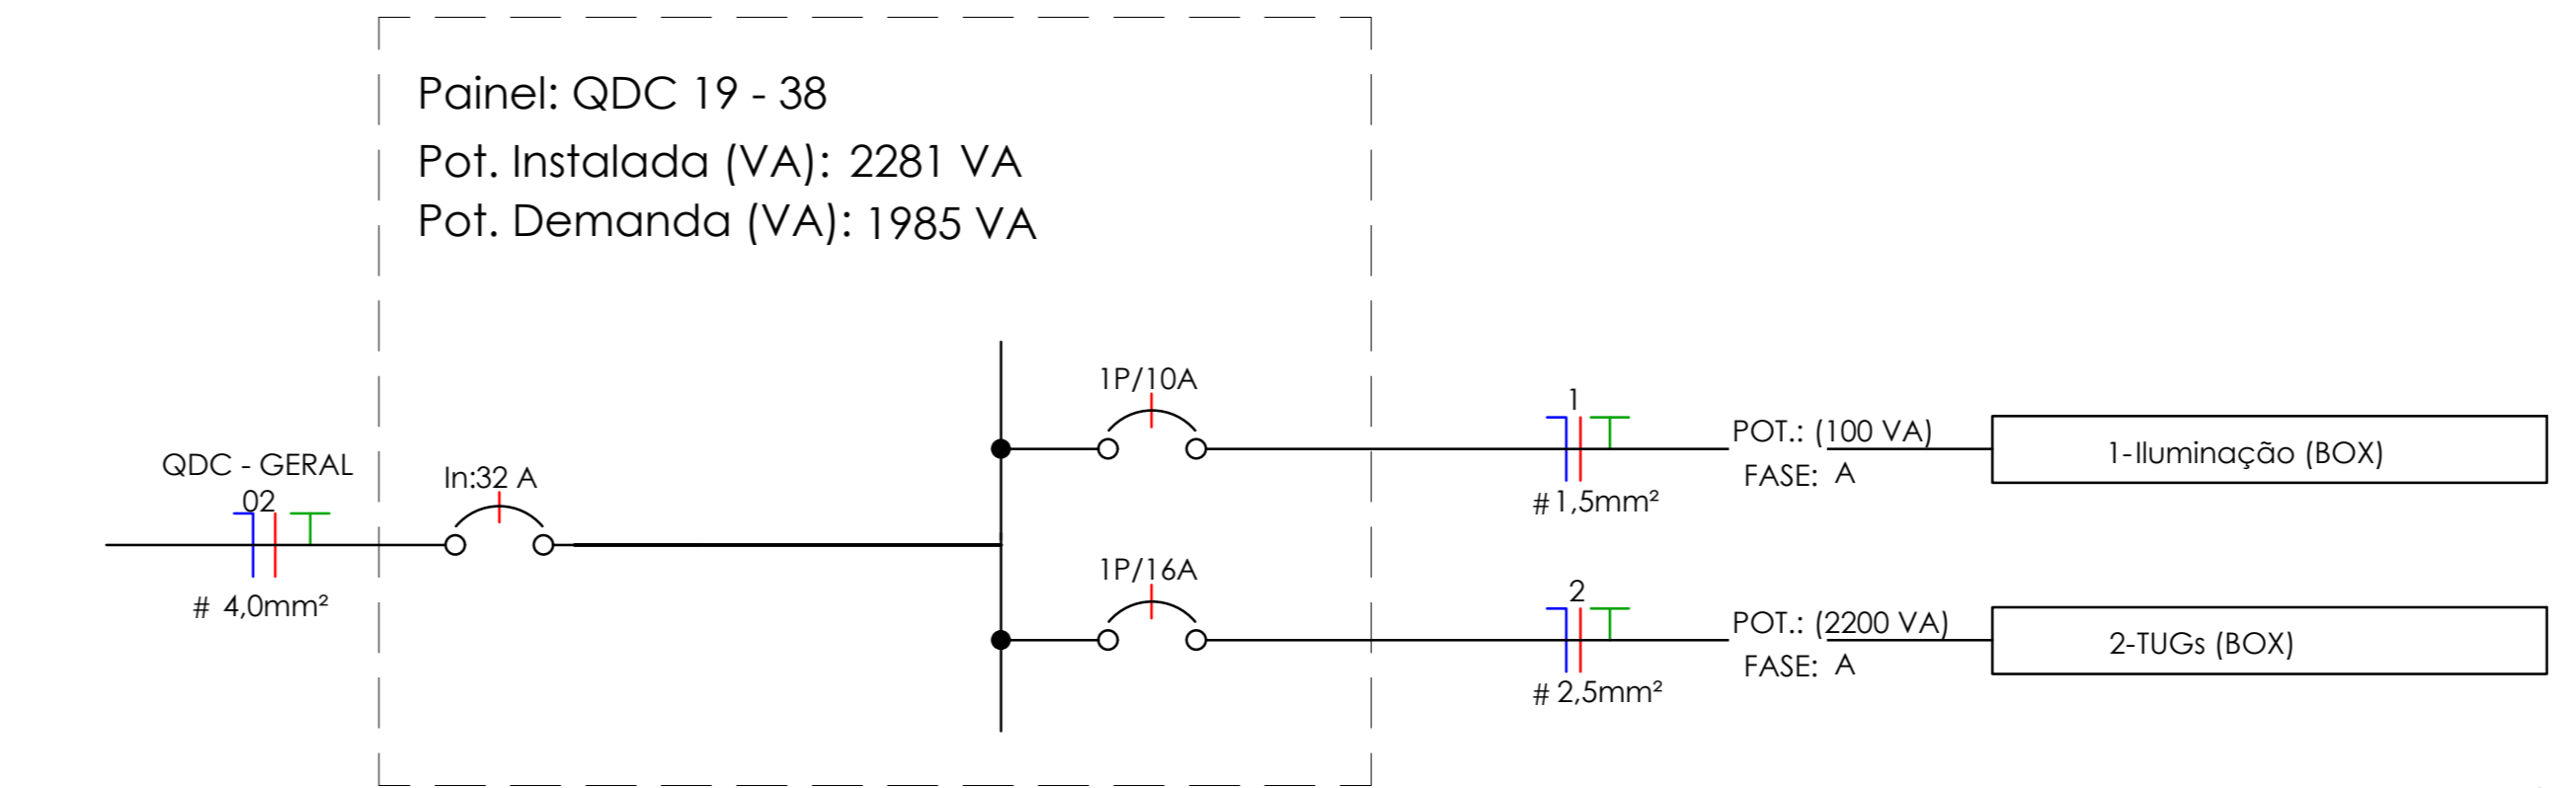 Painel: QDC 19 - 38
Pot. Instalada (VA): 2281 VA
Pot. Demanda (VA): 1985 VA
QDC - GERAL
02
# 4,0mm²
In:32 A
1P/10A
1
# 1,5mm²
POT.: (100 VA)
FASE: A
1-Iluminação (BOX)
1P/16A
2
# 2,5mm²
POT.: (2200 VA)
FASE: A
2-TUGs (BOX)